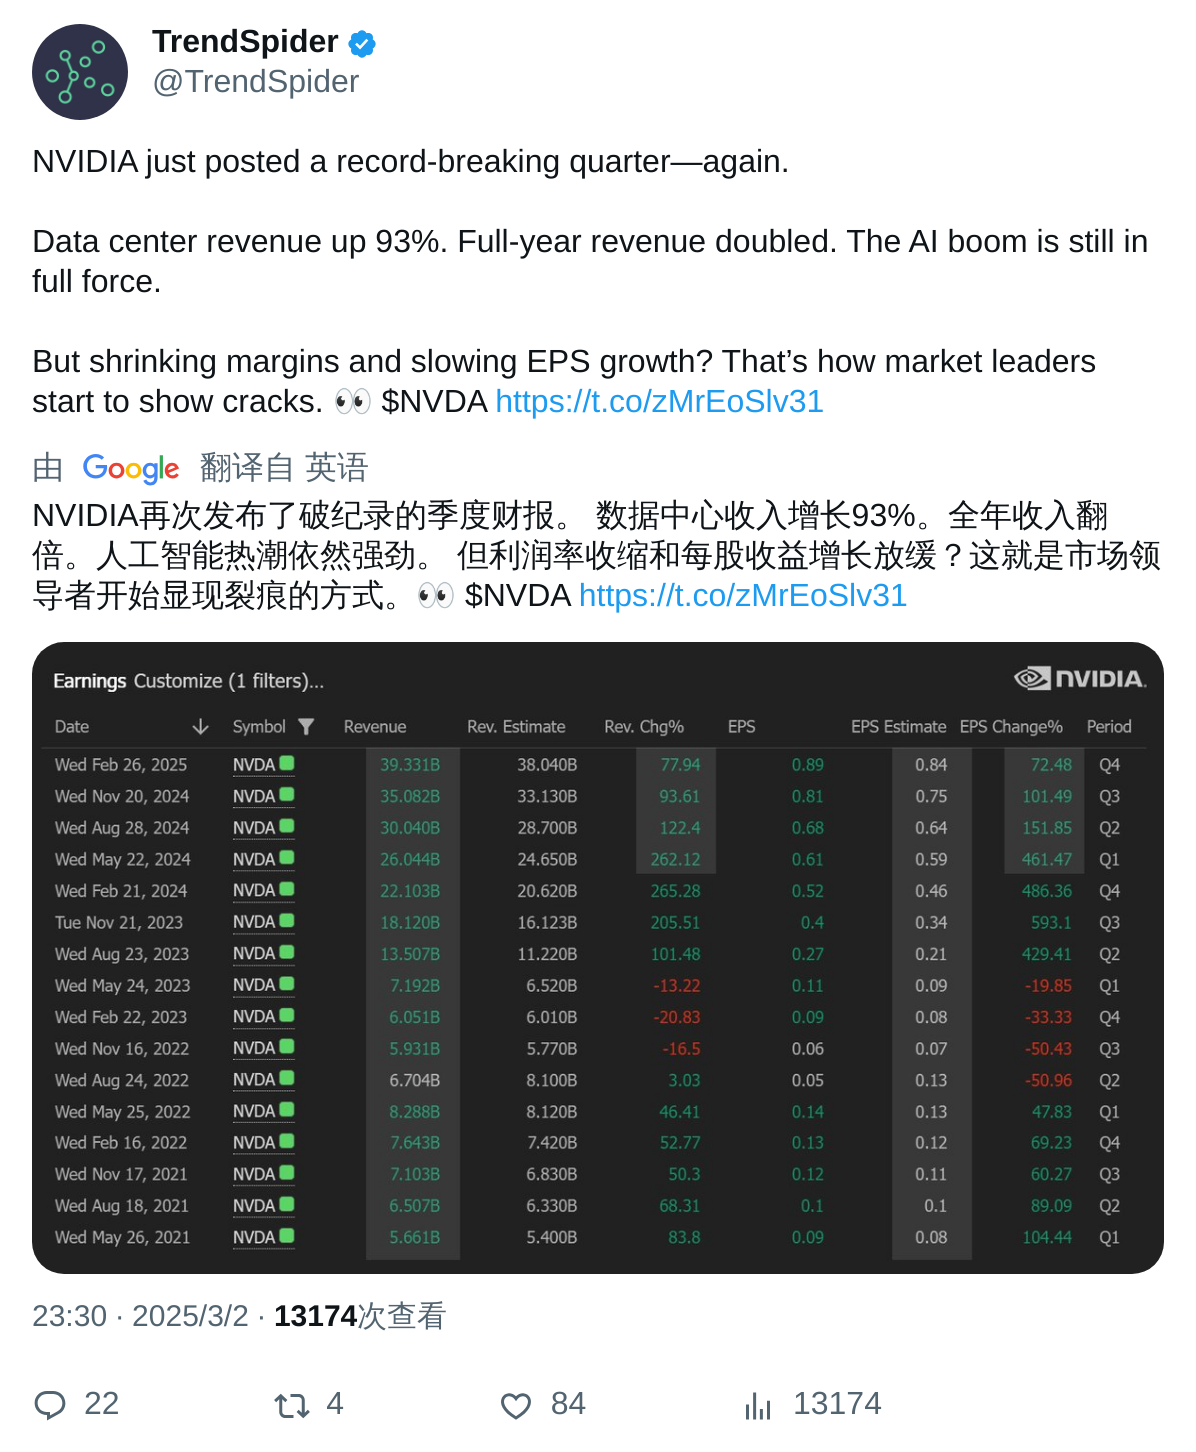 TrendSpider
@TrendSpider
NVIDIA just posted a record-breaking quarter—again.
Data center revenue up 93%. Full-year revenue doubled. The AI boom is still in
full force.
But shrinking margins and slowing EPS growth? That’s how market leaders
start to show cracks. 👀 $NVDA https://t.co/zMrEoSlv31
由 Google 翻译自 英语
NVIDIA再次发布了破纪录的季度财报。 数据中心收入增长93%。全年收入翻
倍。人工智能热潮依然强劲。 但利润率收缩和每股收益增长放缓？这就是市场领
导者开始显现裂痕的方式。👀 $NVDA https://t.co/zMrEoSlv31
Earnings Customize (1 filters)... NVIDIA.
Date Symbol Revenue Rev. Estimate Rev. Chg% EPS EPS Estimate EPS Change% Period
Wed Feb 26, 2025 NVDA 39.331B 38.040B 77.94 0.89 0.84 72.48 Q4
Wed Nov 20, 2024 NVDA 35.082B 33.130B 93.61 0.81 0.75 101.49 Q3
Wed Aug 28, 2024 NVDA 30.040B 28.700B 122.4 0.68 0.64 151.85 Q2
Wed May 22, 2024 NVDA 26.044B 24.650B 262.12 0.61 0.59 461.47 Q1
Wed Feb 21, 2024 NVDA 22.103B 20.620B 265.28 0.52 0.46 486.36 Q4
Tue Nov 21, 2023 NVDA 18.120B 16.123B 205.51 0.4 0.34 593.1 Q3
Wed Aug 23, 2023 NVDA 13.507B 11.220B 101.48 0.27 0.21 429.41 Q2
Wed May 24, 2023 NVDA 7.192B 6.520B -13.22 0.11 0.09 -19.85 Q1
Wed Feb 22, 2023 NVDA 6.051B 6.010B -20.83 0.09 0.08 -33.33 Q4
Wed Nov 16, 2022 NVDA 5.931B 5.770B -16.5 0.06 0.07 -50.43 Q3
Wed Aug 24, 2022 NVDA 6.704B 8.100B 3.03 0.05 0.13 -50.96 Q2
Wed May 25, 2022 NVDA 8.288B 8.120B 46.41 0.14 0.13 47.83 Q1
Wed Feb 16, 2022 NVDA 7.643B 7.420B 52.77 0.13 0.12 69.23 Q4
Wed Nov 17, 2021 NVDA 7.103B 6.830B 50.3 0.12 0.11 60.27 Q3
Wed Aug 18, 2021 NVDA 6.507B 6.330B 68.31 0.1 0.1 89.09 Q2
Wed May 26, 2021 NVDA 5.661B 5.400B 83.8 0.09 0.08 104.44 Q1
23:30 · 2025/3/2 · 13174次查看
22 4 84 13174